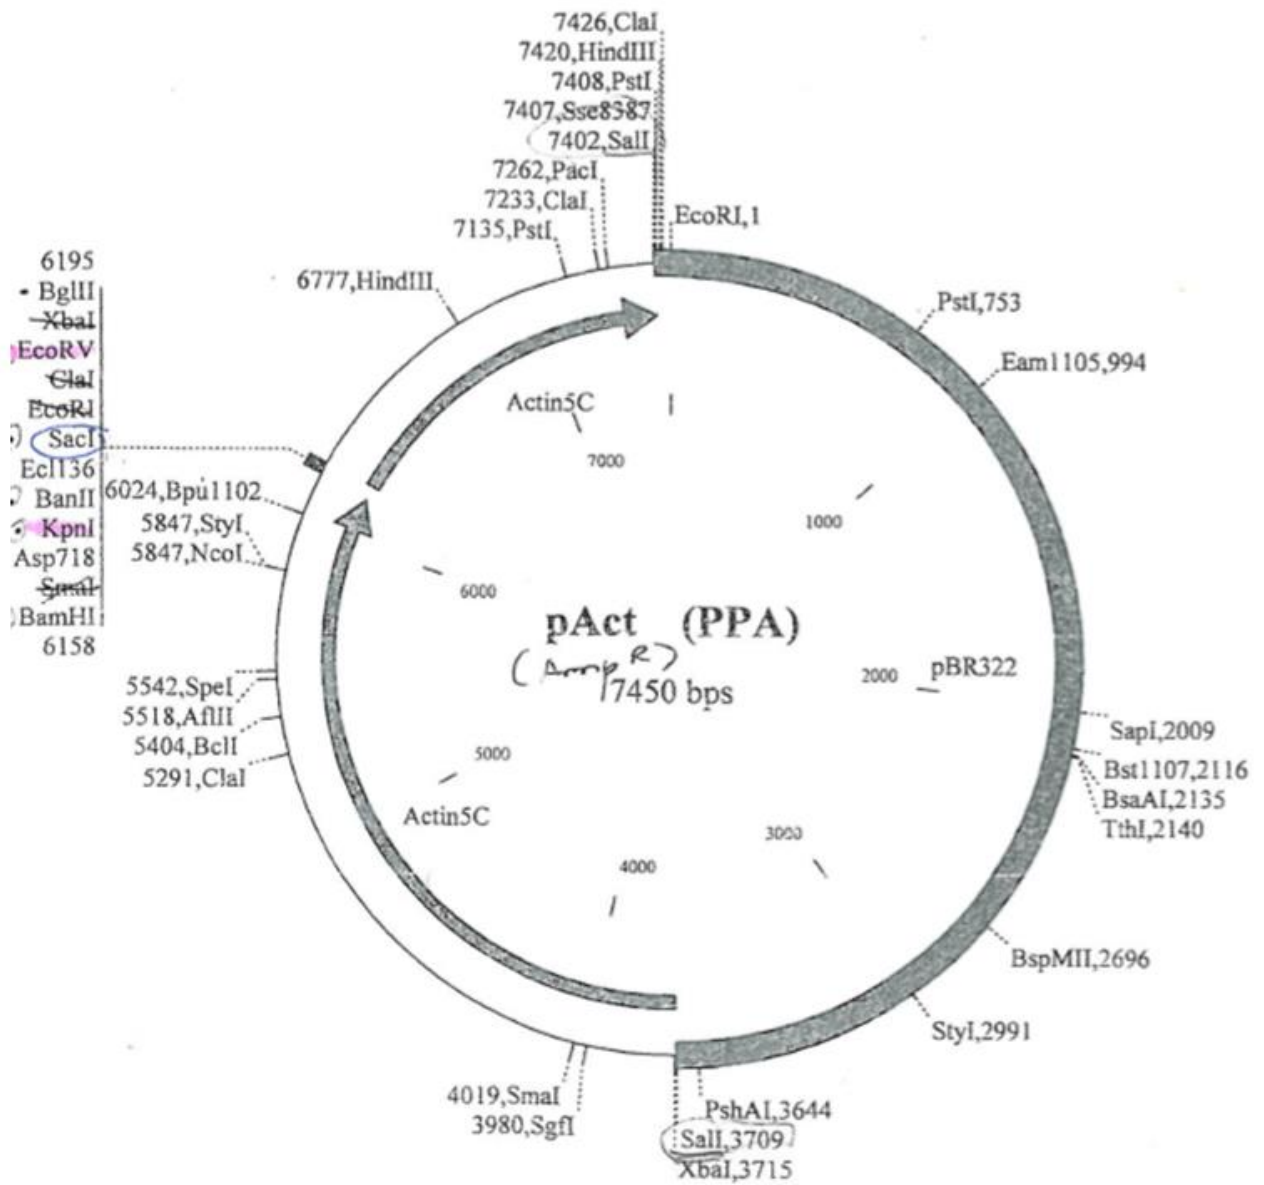 7426,ClaI
7420,HindIII
7408,PstI
7407,Sse8387
7402,SalI
7262,PacI
7233,ClaI
7135,PstI
6777,HindIII
EcoRI,1
PstI,753
Eam1105,994
6195
BglII
XbaI
EcoRV
ClaI
EcoRI
SacI
Ecl136
BanII
KpnI
Asp718
SmaI
BamHI
6158
6024,Bpu1102
5847,StyI
5847,NcoI
5542,SpeI
5518,AflII
5404,BclI
5291,ClaI
Actin5C
7000
1000
6000
pAct (PPA)
(Amp R)
7450 bps
2000
pBR322
5000
Actin5C
3000
4000
SapI,2009
Bst1107,2116
BsaAI,2135
TthI,2140
BspMII,2696
StyI,2991
4019,SmaI
3980,SgfI
PshAI,3644
SalI,3709
XbaI,3715